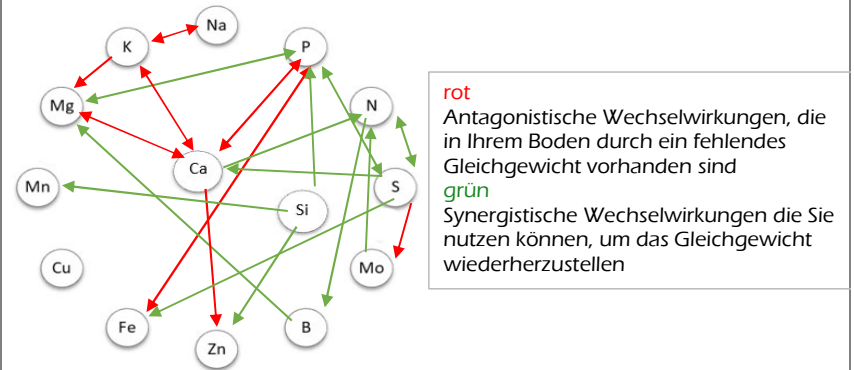 Na
K
P
Mg
N
Ca
Mn
S
Si
Cu
Mo
Fe
B
Zn
rot
Antagonistische Wechselwirkungen, die
in Ihrem Boden durch ein fehlendes
Gleichgewicht vorhanden sind
grün
Synergistische Wechselwirkungen die Sie
nutzen können, um das Gleichgewicht
wiederherzustellen